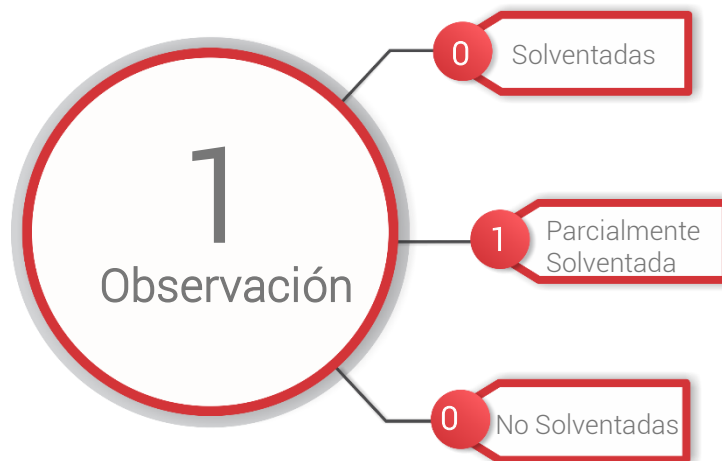 1
Observación
0
Solventadas
1
Parcialmente
Solventada
0
No Solventadas